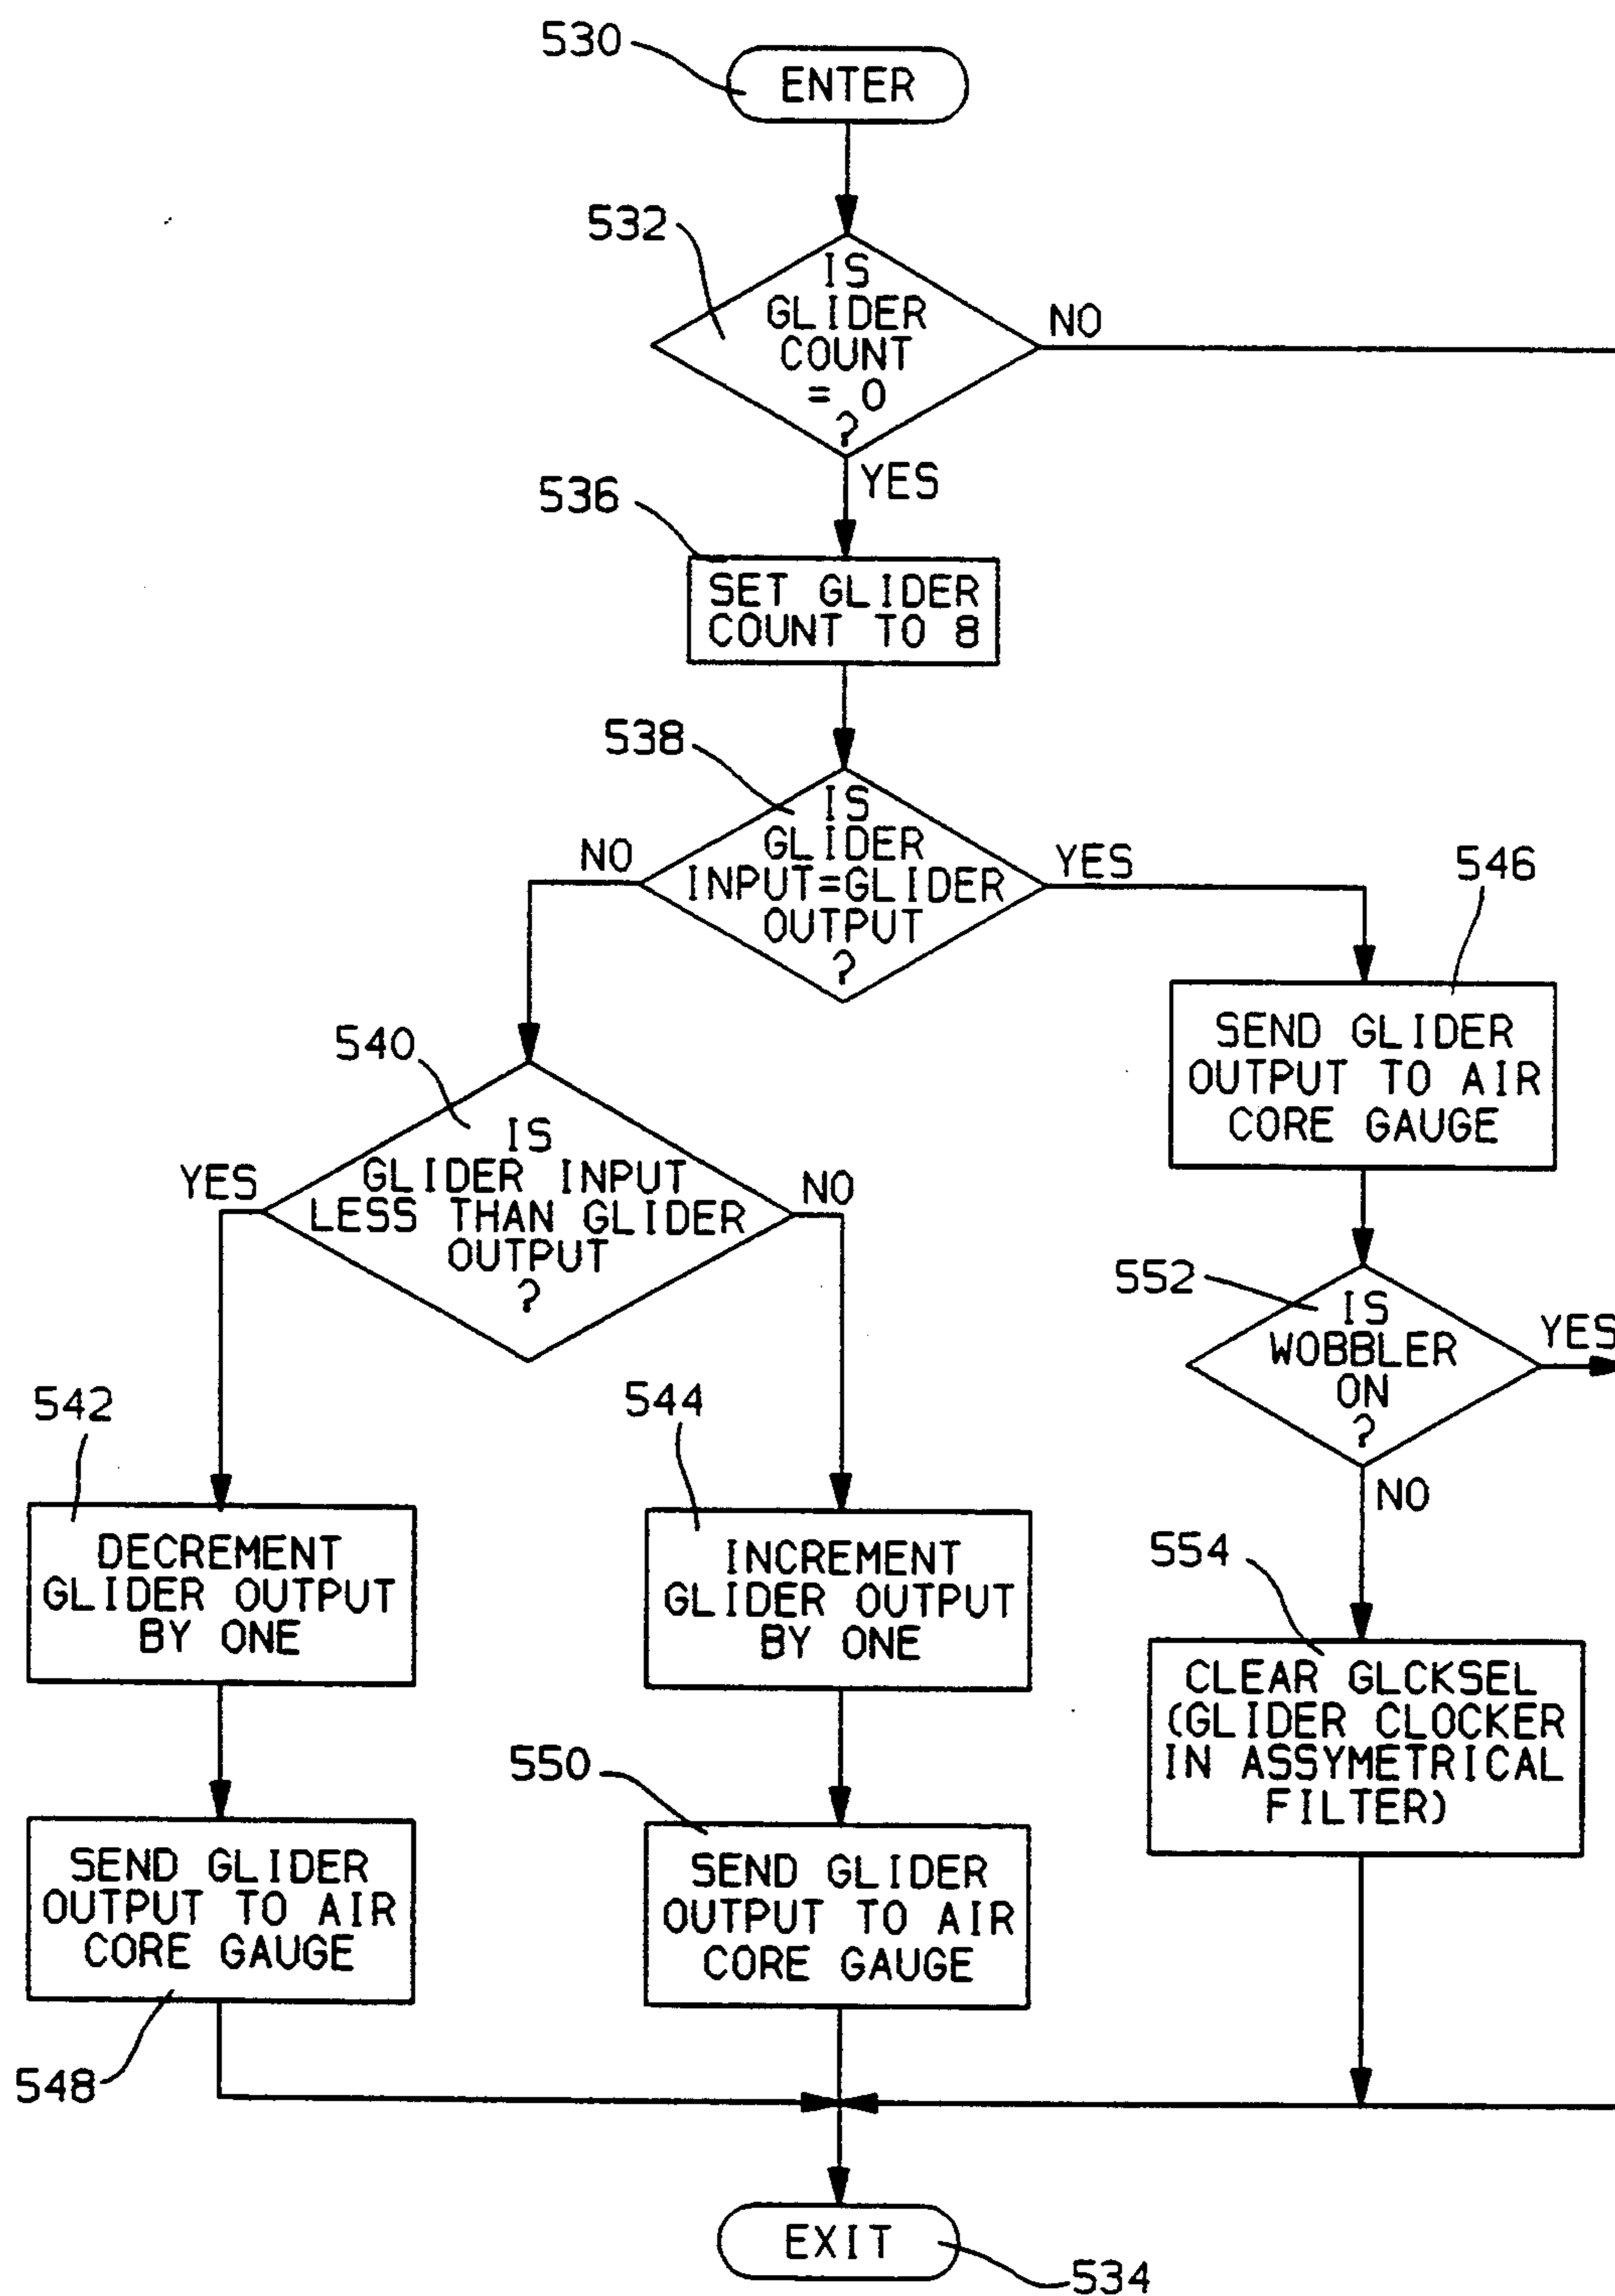 530
ENTER
532
IS
GLIDER
COUNT
= 0
?
NO
YES
536
SET GLIDER
COUNT TO 8
538
IS
GLIDER
INPUT=GLIDER
OUTPUT
?
NO
YES
546
SEND GLIDER
OUTPUT TO AIR
CORE GAUGE
540
IS
GLIDER INPUT
LESS THAN GLIDER
OUTPUT
?
YES
NO
552
IS
WOBBLER
ON
?
YES
NO
542
DECREMENT
GLIDER OUTPUT
BY ONE
544
INCREMENT
GLIDER OUTPUT
BY ONE
554
CLEAR GLCKSEL
(GLIDER CLOCKER
IN ASSYMETRICAL
FILTER)
548
SEND GLIDER
OUTPUT TO AIR
CORE GAUGE
550
SEND GLIDER
OUTPUT TO AIR
CORE GAUGE
EXIT
534